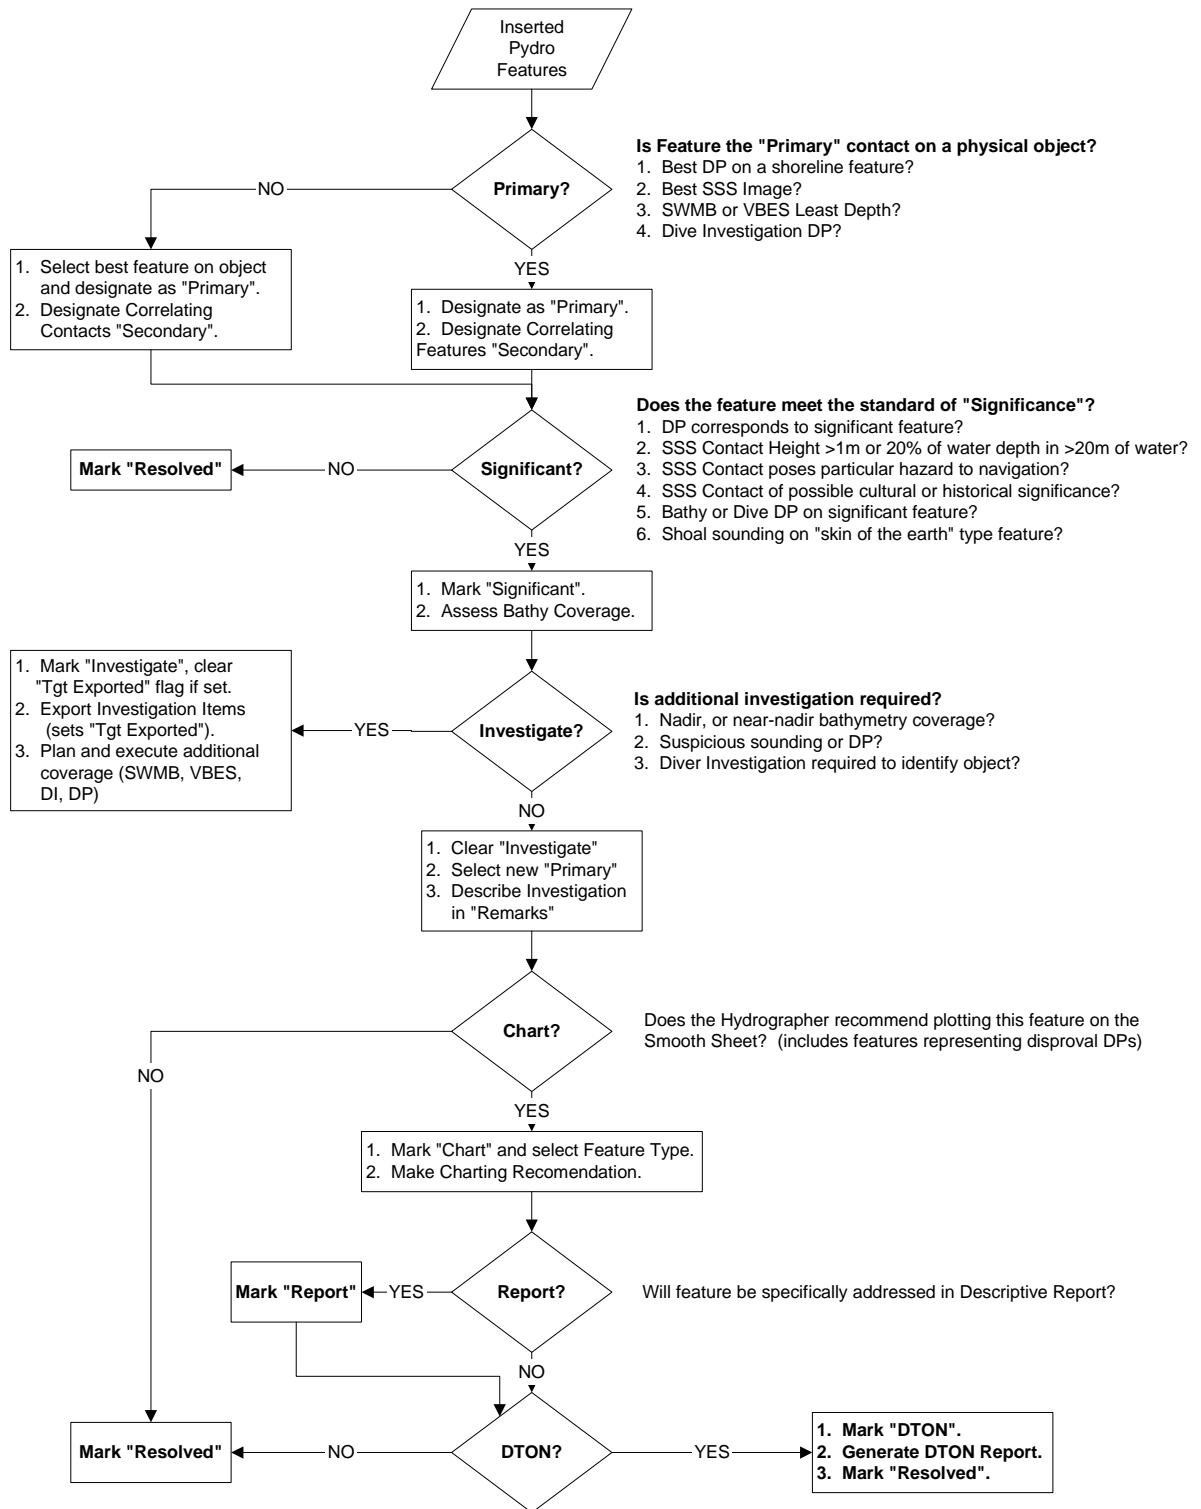 Inserted
Pydro
Features
Is Feature the "Primary" contact on a physical object?
1. Best DP on a shoreline feature?
2. Best SSS Image?
3. SWMB or VBES Least Depth?
4. Dive Investigation DP?
Primary?
NO
YES
1. Select best feature on object
and designate as "Primary".
2. Designate Correlating
Contacts "Secondary".
1. Designate as "Primary".
2. Designate Correlating
Features "Secondary".
Does the feature meet the standard of "Significance"?
1. DP corresponds to significant feature?
2. SSS Contact Height >1m or 20% of water depth in >20m of water?
3. SSS Contact poses particular hazard to navigation?
4. SSS Contact of possible cultural or historical significance?
5. Bathy or Dive DP on significant feature?
6. Shoal sounding on "skin of the earth" type feature?
Significant?
NO
Mark "Resolved"
YES
1. Mark "Significant".
2. Assess Bathy Coverage.
1. Mark "Investigate", clear
"Tgt Exported" flag if set.
2. Export Investigation Items
(sets "Tgt Exported").
3. Plan and execute additional
coverage (SWMB, VBES,
DI, DP)
YES
Investigate?
Is additional investigation required?
1. Nadir, or near-nadir bathymetry coverage?
2. Suspicious sounding or DP?
3. Diver Investigation required to identify object?
NO
1. Clear "Investigate"
2. Select new "Primary"
3. Describe Investigation
in "Remarks"
Chart?
Does the Hydrographer recommend plotting this feature on the
Smooth Sheet? (includes features representing disproval DPs)
NO
YES
1. Mark "Chart" and select Feature Type.
2. Make Charting Recomendation.
Mark "Report"
YES
Report?
Will feature be specifically addressed in Descriptive Report?
NO
Mark "Resolved"
NO
DTON?
YES
1. Mark "DTON".
2. Generate DTON Report.
3. Mark "Resolved".